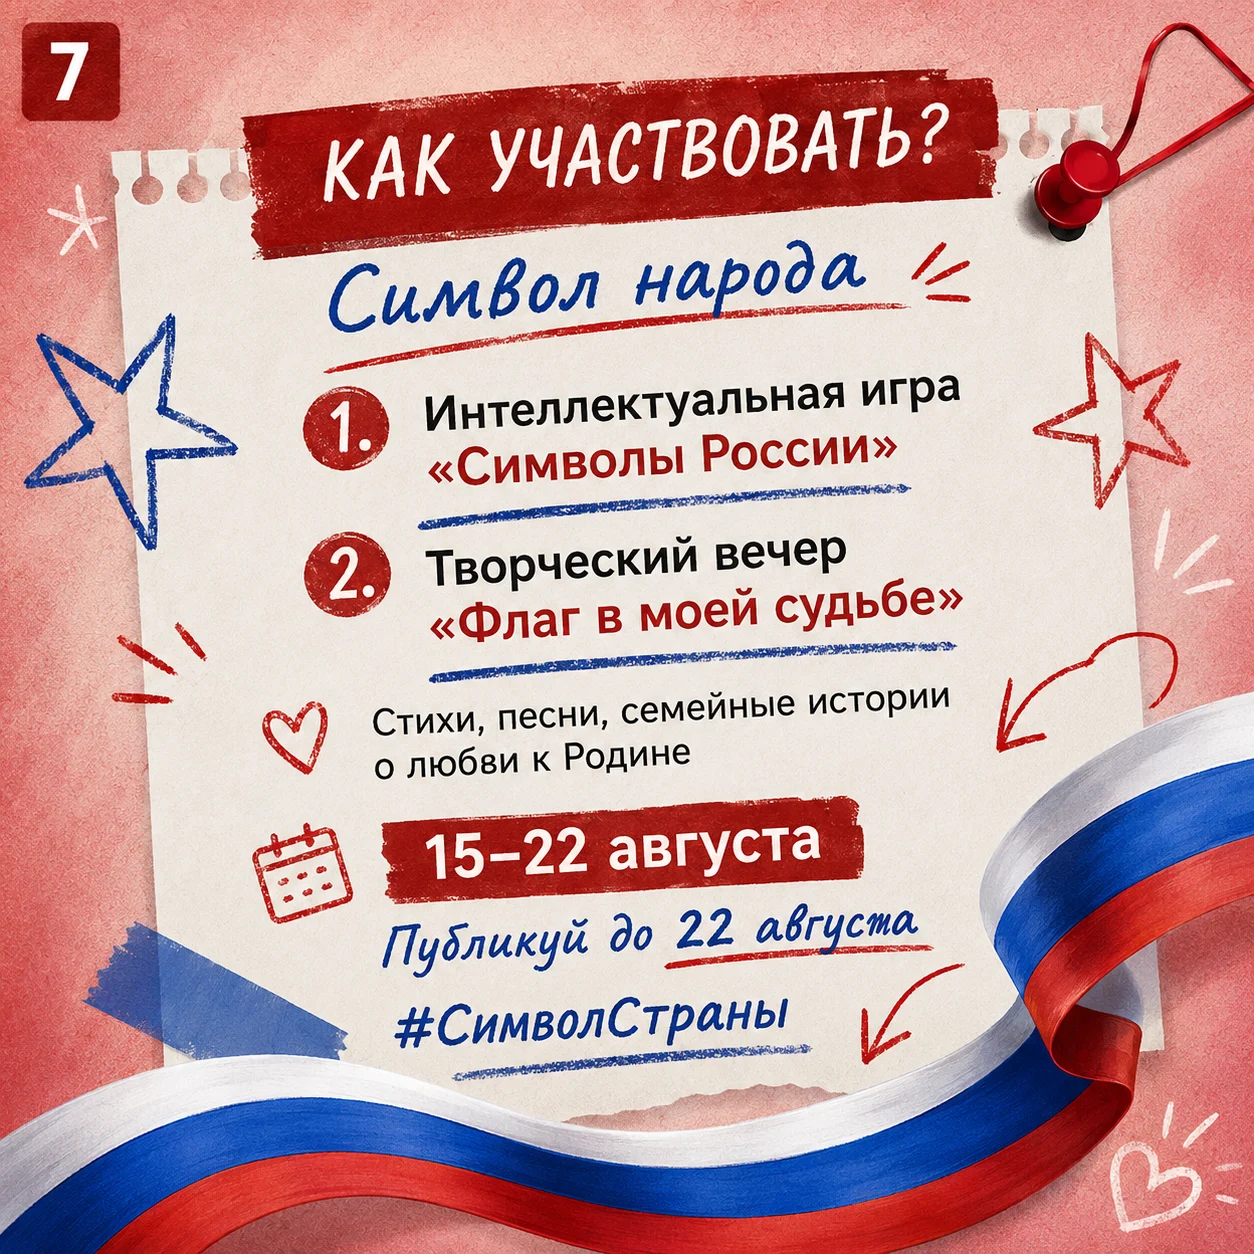 7
КАК УЧАСТВОВАТЬ?
Символ народа
1. Интеллектуальная игра
«Символы России»
2. Творческий вечер
«Флаг в моей судьбе»
Стихи, песни, семейные истории
о любви к Родине
15–22 августа
Публикуй до 22 августа
#СимволСтраны